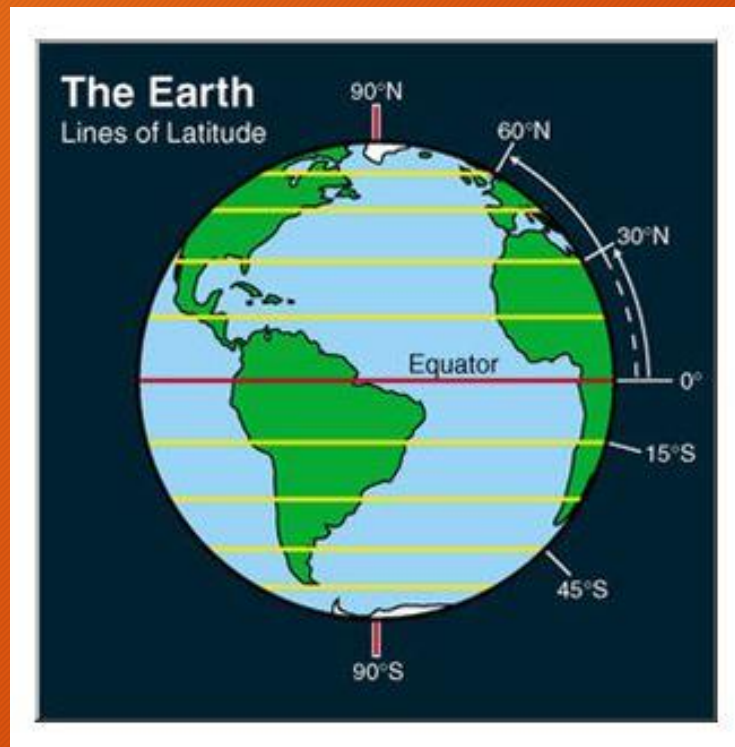 The Earth
Lines of Latitude
90°N
60°N
30°N
Equator
0°
15°S
45°S
90°S